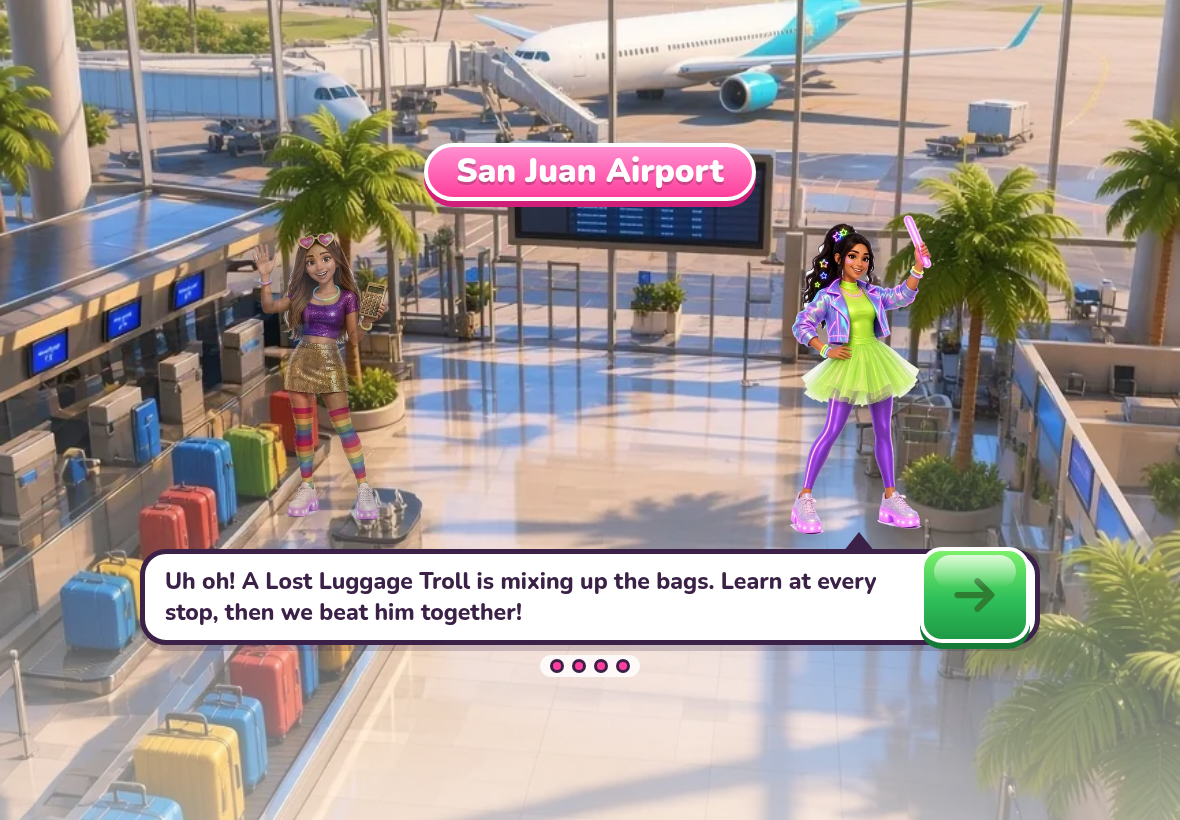 San Juan Airport
Uh oh! A Lost Luggage Troll is mixing up the bags. Learn at every
stop, then we beat him together!